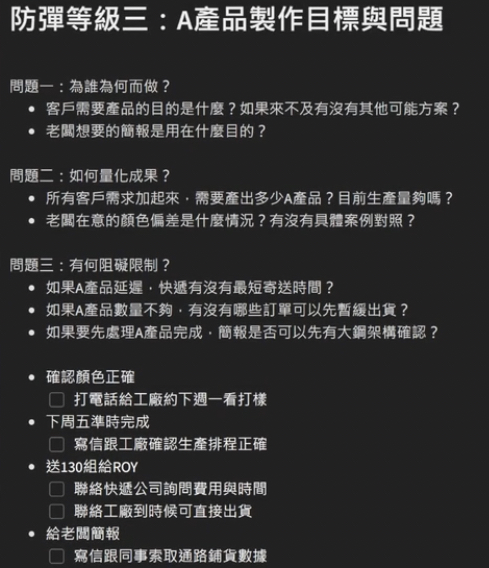 防彈等級三：A產品製作目標與問題
問題一：為誰為何而做？
• 客戶需要產品的目的是什麼？如果來不及有沒有其他可能方案？
• 老闆想要的簡報是用在什麼目的？
問題二：如何量化成果？
• 所有客戶需求加起來，需要產出多少A產品？目前生產量夠嗎？
• 老闆在意的顏色偏差是什麼情況？有沒有具體案例對照？
問題三：有何阻礙限制？
• 如果A產品延遲，快遞有沒有最短寄送時間？
• 如果A產品數量不夠，有沒有哪些訂單可以先暫緩出貨？
• 如果要先處理A產品完成，簡報是否可以先有大鋼架構確認？
• 確認顏色正確
打電話給工廠約下週一看打樣
• 下周五準時完成
寫信跟工廠確認生產排程正確
• 送130組給ROY
聯絡快遞公司詢問費用與時間
聯絡工廠到時候可直接出貨
• 給老闆簡報
寫信跟同事索取通路鋪貨數據